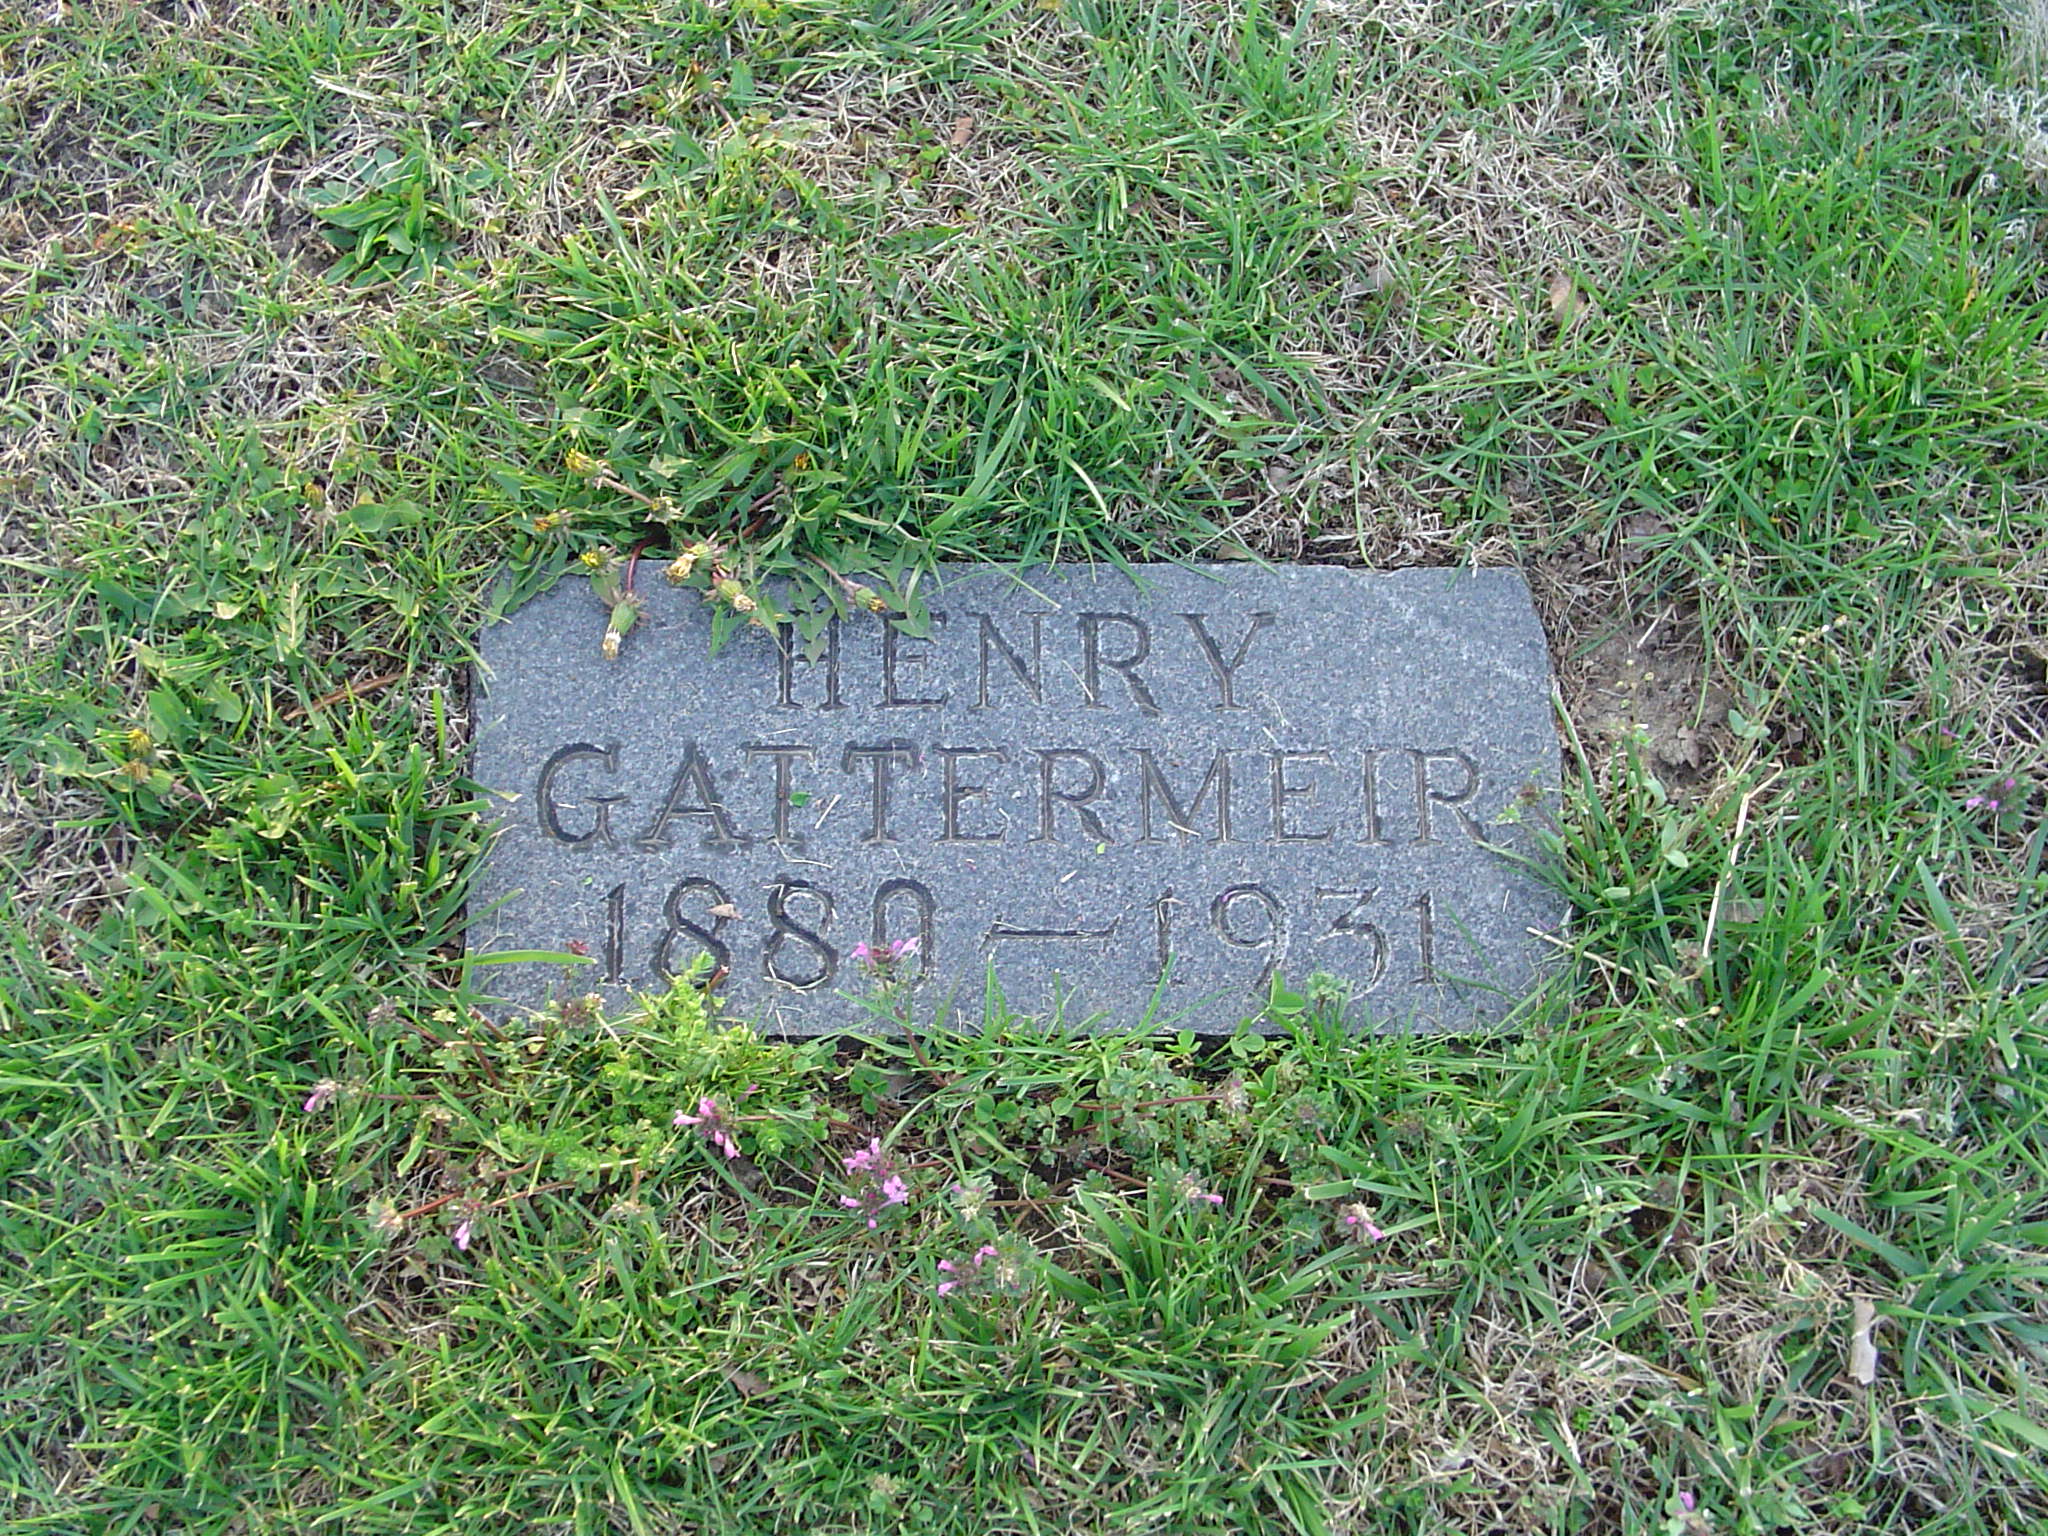 HENRY
GATTERMEIR
1880 — 1931